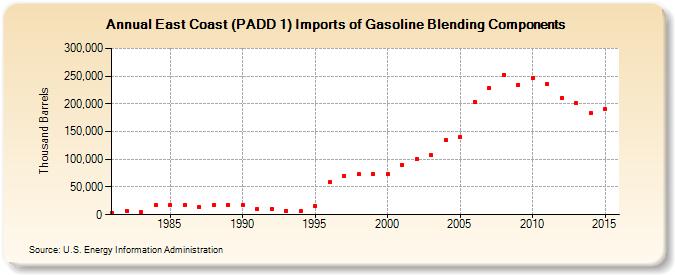 Annual East Coast (PADD 1) Imports of Gasoline Blending Components
Thousand Barrels
300,000
250,000
200,000
150,000
100,000
50,000
0
1985 1990 1995 2000 2005 2010 2015
Source: U.S. Energy Information Administration